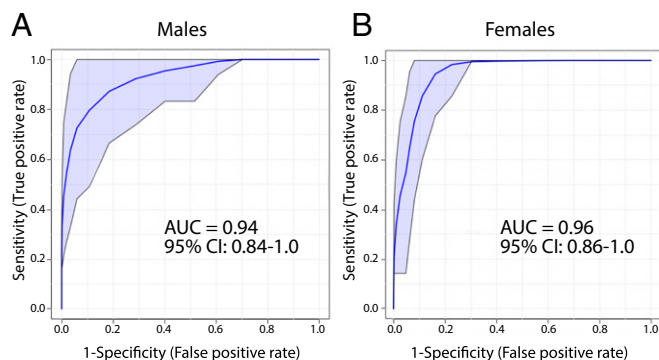 A
Males
Sensitivity (True positive rate)
1.0
0.8
0.6
0.4
0.2
0.0
AUC = 0.94
95% CI: 0.84-1.0
0.0 0.2 0.4 0.6 0.8 1.0
1-Specificity (False positive rate)
B
Females
Sensitivity (True positive rate)
1.0
0.8
0.6
0.4
0.2
0.0
AUC = 0.96
95% CI: 0.86-1.0
0.0 0.2 0.4 0.6 0.8 1.0
1-Specificity (False positive rate)